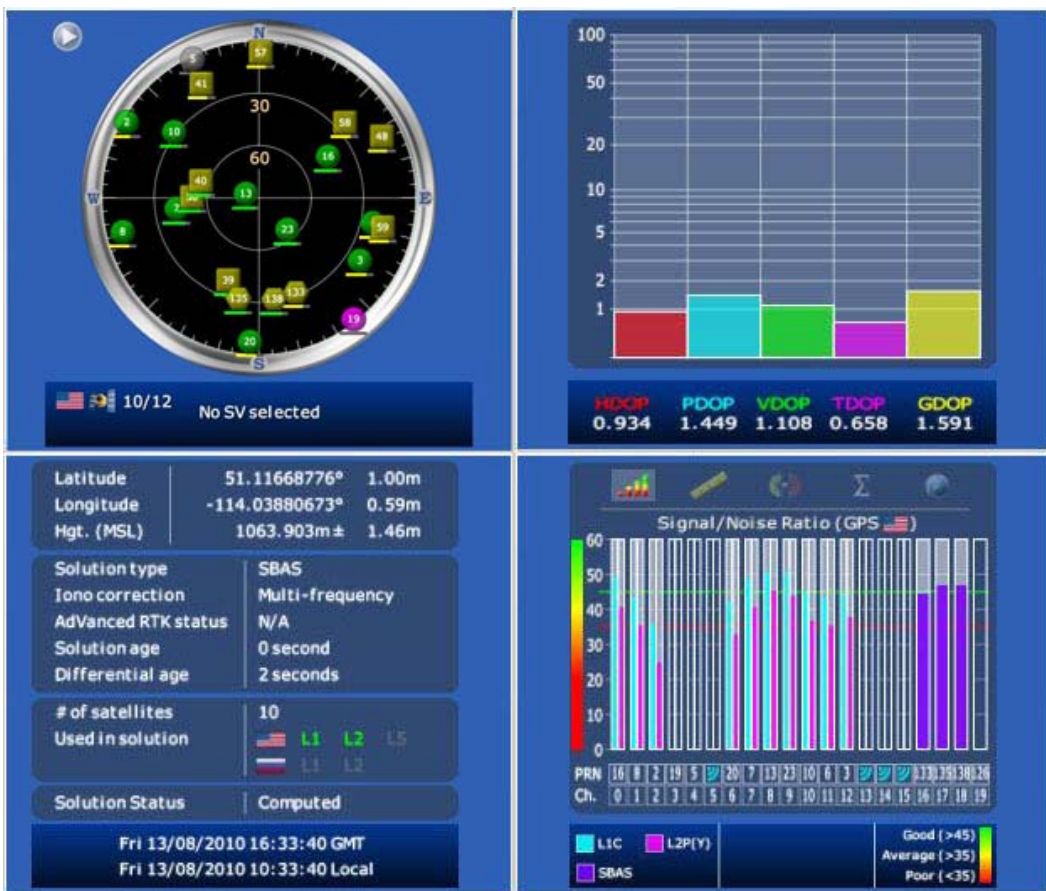 N
5
57
41
30
2
10
58
48
16
60
40
13
W
E
7
8
23
59
3
39
135
138
133
19
20
S
10/12
No SV selected
100
50
20
10
5
2
1
HDOP PDOP VDOP TDOP GDOP
0.934 1.449 1.108 0.658 1.591
Latitude 51.11668776° 1.00m
Longitude -114.03880673° 0.59m
Hgt. (MSL) 1063.903m± 1.46m
Solution type SBAS
Iono correction Multi-frequency
AdVanced RTK status N/A
Solution age 0 second
Differential age 2 seconds
# of satellites 10
Used in solution L1 L2 L5
L1 L2
Solution Status Computed
Fri 13/08/2010 16:33:40 GMT
Fri 13/08/2010 10:33:40 Local
Σ
Signal/Noise Ratio (GPS )
60
50
40
30
20
10
0
PRN 16 8 2 19 5 20 7 13 23 10 6 3 133 135 138 126
Ch. 0 1 2 3 4 5 6 7 8 9 10 11 12 13 14 15 16 17 18 19
L1C L2P(Y)
SBAS
Good (>45)
Average (>35)
Poor (<35)